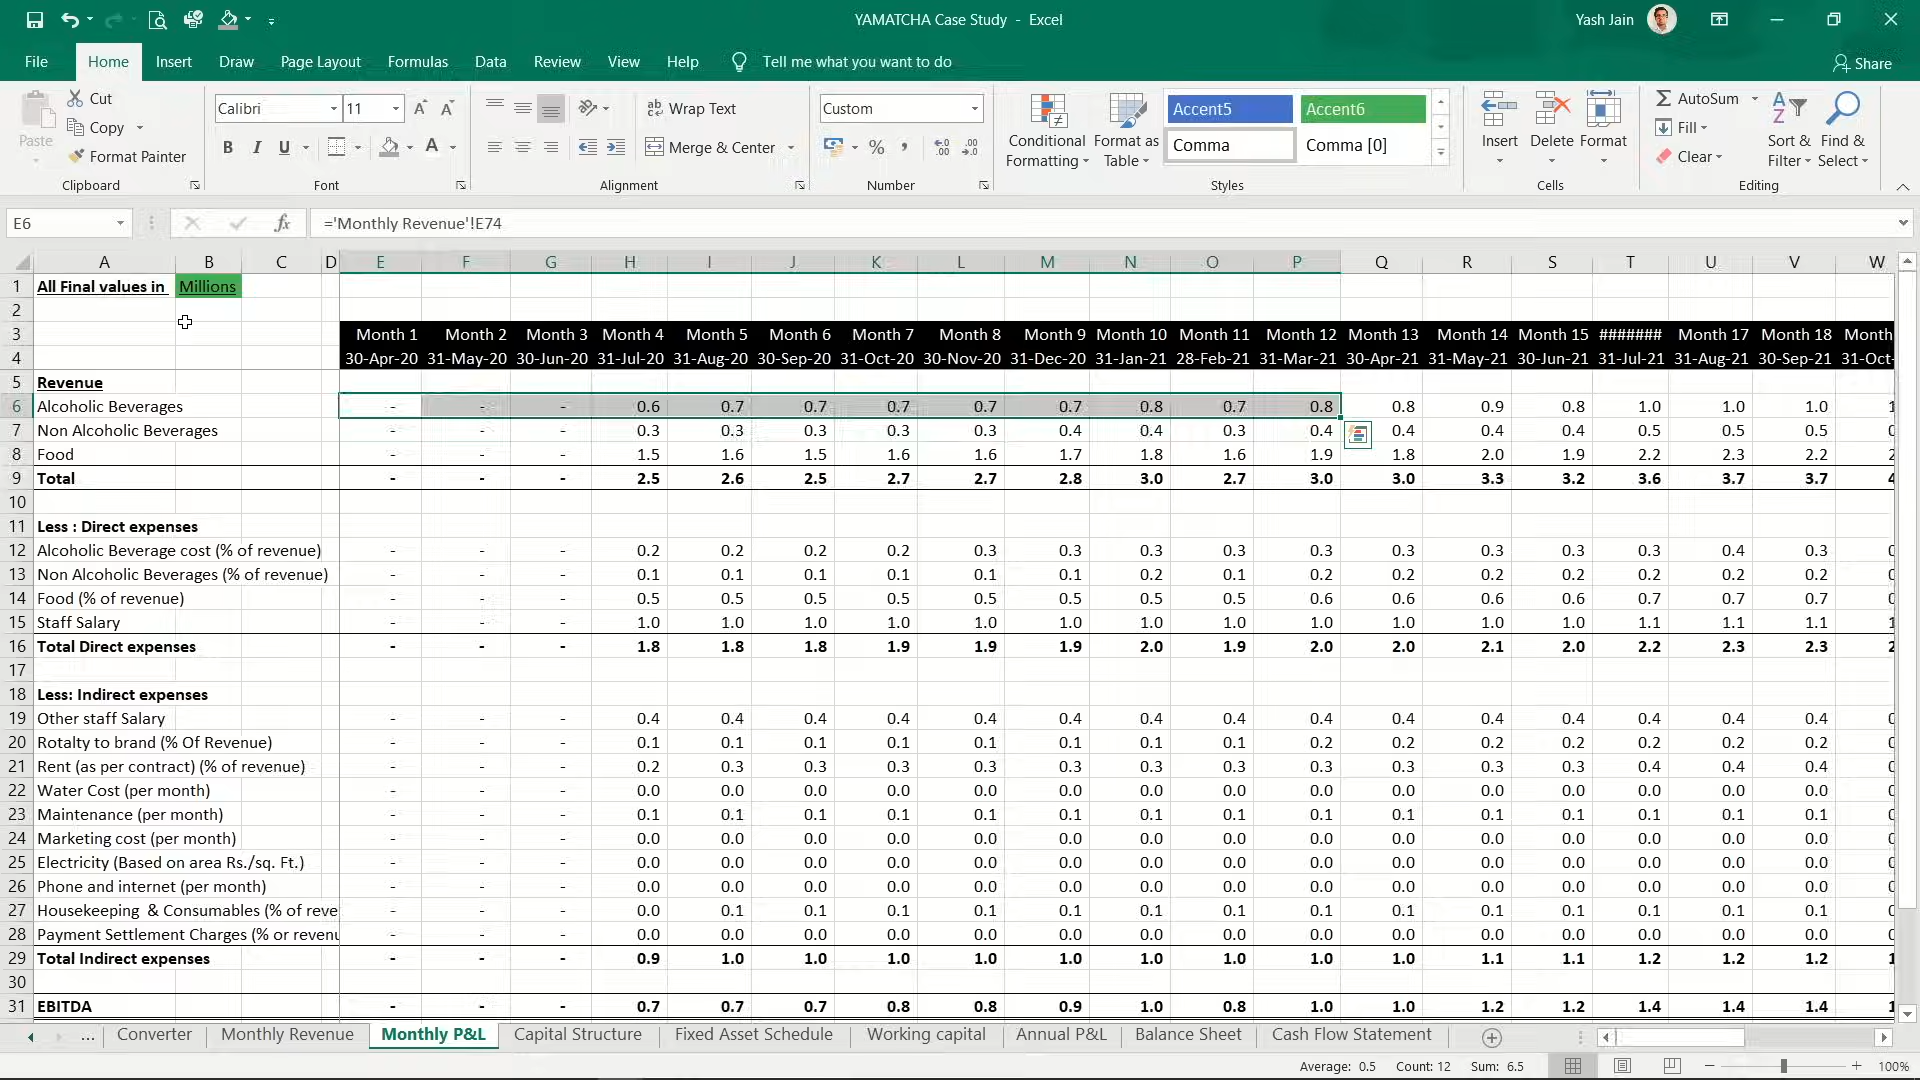 YAMATCHA Case Study - Excel
Yash Jain
File Home Insert Draw Page Layout Formulas Data Review View Help Tell me what you want to do Share
Paste Cut Copy Format Painter Clipboard
Calibri 11 B I U Font
Wrap Text Merge & Center Alignment
Custom % , Number
Conditional Formatting Format as Table Accent5 Accent6 Comma Comma [0] Styles
Insert Delete Format Cells
AutoSum Fill Clear Sort & Filter Find & Select Editing
E6 fx ='Monthly Revenue'!E74
A B C D E F G H I J K L M N O P Q R S T U V W
1 All Final values in Millions
2
3 Month 1 Month 2 Month 3 Month 4 Month 5 Month 6 Month 7 Month 8 Month 9 Month 10 Month 11 Month 12 Month 13 Month 14 Month 15 ####### Month 17 Month 18 Month
4 30-Apr-20 31-May-20 30-Jun-20 31-Jul-20 31-Aug-20 30-Sep-20 31-Oct-20 30-Nov-20 31-Dec-20 31-Jan-21 28-Feb-21 31-Mar-21 30-Apr-21 31-May-21 30-Jun-21 31-Jul-21 31-Aug-21 30-Sep-21 31-Oct-
5 Revenue
6 Alcoholic Beverages - - - 0.6 0.7 0.7 0.7 0.7 0.7 0.8 0.7 0.8 0.8 0.9 0.8 1.0 1.0 1.0
7 Non Alcoholic Beverages - - - 0.3 0.3 0.3 0.3 0.3 0.4 0.4 0.3 0.4 0.4 0.4 0.4 0.5 0.5 0.5
8 Food - - - 1.5 1.6 1.5 1.6 1.6 1.7 1.8 1.6 1.9 1.8 2.0 1.9 2.2 2.3 2.2
9 Total - - - 2.5 2.6 2.5 2.7 2.7 2.8 3.0 2.7 3.0 3.0 3.3 3.2 3.6 3.7 3.7
10
11 Less : Direct expenses
12 Alcoholic Beverage cost (% of revenue) - - - 0.2 0.2 0.2 0.2 0.3 0.3 0.3 0.3 0.3 0.3 0.3 0.3 0.3 0.4 0.3
13 Non Alcoholic Beverages (% of revenue) - - - 0.1 0.1 0.1 0.1 0.1 0.1 0.2 0.1 0.2 0.2 0.2 0.2 0.2 0.2 0.2
14 Food (% of revenue) - - - 0.5 0.5 0.5 0.5 0.5 0.5 0.5 0.5 0.6 0.6 0.6 0.6 0.7 0.7 0.7
15 Staff Salary - - - 1.0 1.0 1.0 1.0 1.0 1.0 1.0 1.0 1.0 1.0 1.0 1.0 1.1 1.1 1.1
16 Total Direct expenses - - - 1.8 1.8 1.8 1.9 1.9 1.9 2.0 1.9 2.0 2.0 2.1 2.0 2.2 2.3 2.3
17
18 Less: Indirect expenses
19 Other staff Salary - - - 0.4 0.4 0.4 0.4 0.4 0.4 0.4 0.4 0.4 0.4 0.4 0.4 0.4 0.4 0.4
20 Rotalty to brand (% Of Revenue) - - - 0.1 0.1 0.1 0.1 0.1 0.1 0.1 0.1 0.2 0.2 0.2 0.2 0.2 0.2 0.2
21 Rent (as per contract) (% of revenue) - - - 0.2 0.3 0.3 0.3 0.3 0.3 0.3 0.3 0.3 0.3 0.3 0.3 0.4 0.4 0.4
22 Water Cost (per month) - - - 0.0 0.0 0.0 0.0 0.0 0.0 0.0 0.0 0.0 0.0 0.0 0.0 0.0 0.0 0.0
23 Maintenance (per month) - - - 0.1 0.1 0.1 0.1 0.1 0.1 0.1 0.1 0.1 0.1 0.1 0.1 0.1 0.1 0.1
24 Marketing cost (per month) - - - 0.0 0.0 0.0 0.0 0.0 0.0 0.0 0.0 0.0 0.0 0.0 0.0 0.0 0.0 0.0
25 Electricity (Based on area Rs./sq. Ft.) - - - 0.0 0.0 0.0 0.0 0.0 0.0 0.0 0.0 0.0 0.0 0.0 0.0 0.0 0.0 0.0
26 Phone and internet (per month) - - - 0.0 0.0 0.0 0.0 0.0 0.0 0.0 0.0 0.0 0.0 0.0 0.0 0.0 0.0 0.0
27 Housekeeping & Consumables (% of reve - - - 0.0 0.1 0.1 0.1 0.1 0.1 0.1 0.1 0.1 0.1 0.1 0.1 0.1 0.1 0.1
28 Payment Settlement Charges (% or revenu - - - 0.0 0.0 0.0 0.0 0.0 0.0 0.0 0.0 0.0 0.0 0.0 0.0 0.0 0.0 0.0
29 Total Indirect expenses - - - 0.9 1.0 1.0 1.0 1.0 1.0 1.0 1.0 1.0 1.0 1.1 1.1 1.2 1.2 1.2
30
31 EBITDA - - - 0.7 0.7 0.7 0.8 0.8 0.9 1.0 0.8 1.0 1.0 1.2 1.2 1.4 1.4 1.4
... Converter Monthly Revenue Monthly P&L Capital Structure Fixed Asset Schedule Working capital Annual P&L Balance Sheet Cash Flow Statement
Average: 0.5 Count: 12 Sum: 6.5 100%